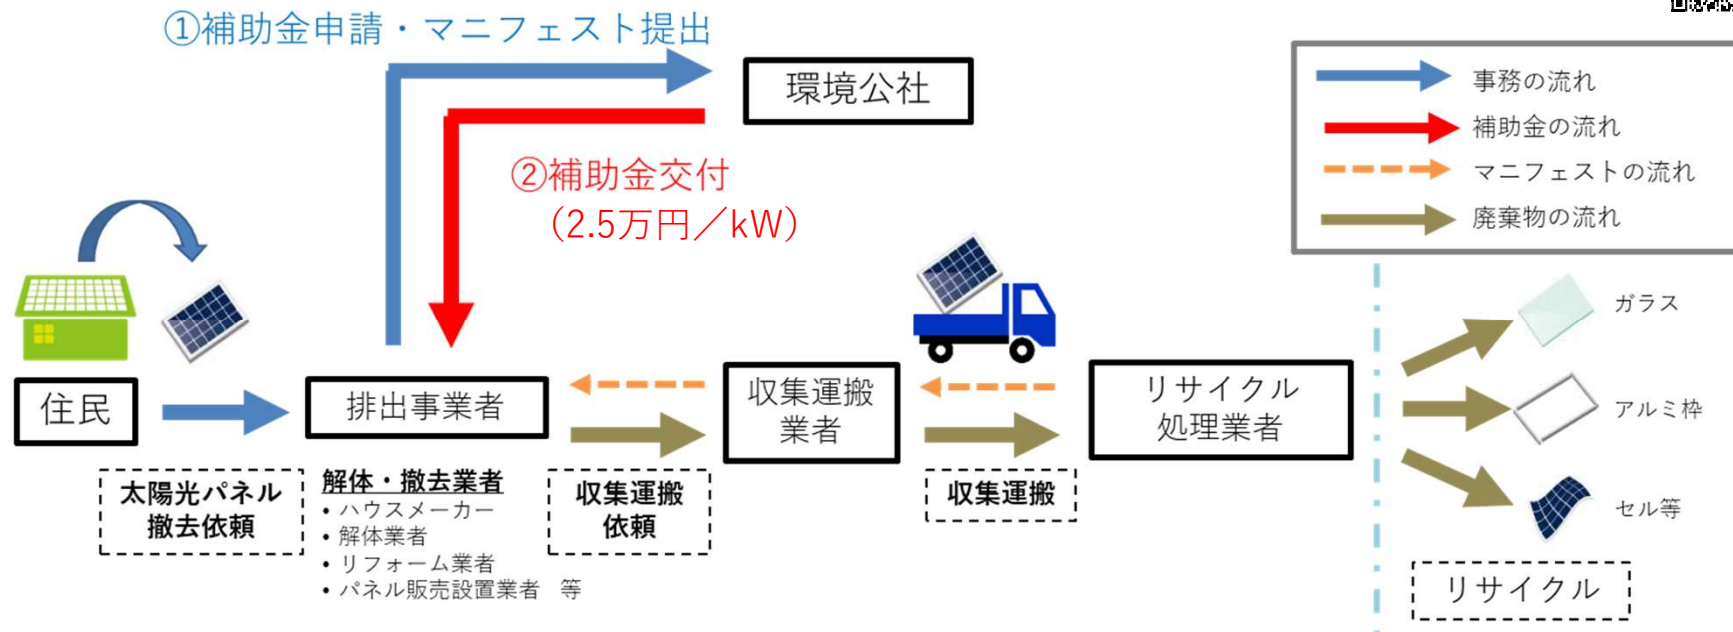 ①補助金申請・マニフェスト提出
環境公社
②補助金交付
(2.5万円／kW)
事務の流れ
補助金の流れ
マニフェストの流れ
廃棄物の流れ
住民
排出事業者
収集運搬
業者
リサイクル
処理業者
ガラス
アルミ枠
セル等
太陽光パネル
撤去依頼
解体・撤去業者
• ハウスメーカー
• 解体業者
• リフォーム業者
• パネル販売設置業者　等
収集運搬
依頼
収集運搬
リサイクル